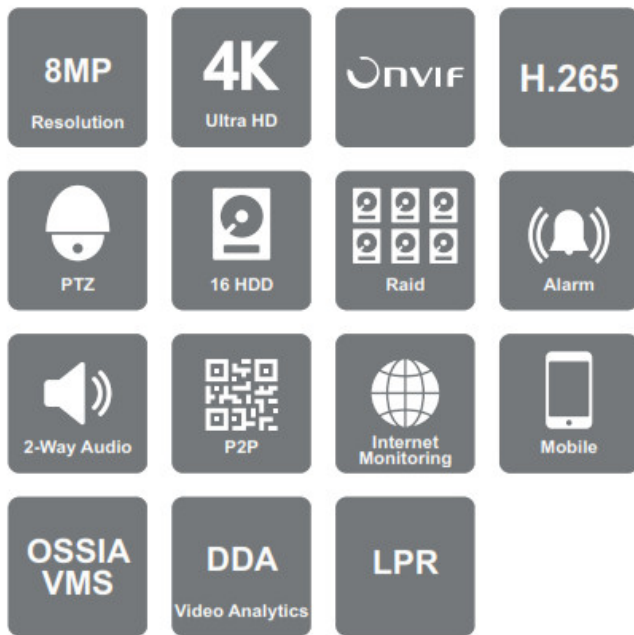 8MP
Resolution
4K
Ultra HD
Onvif
H.265
PTZ
16 HDD
Raid
Alarm
2-Way Audio
P2P
Internet
Monitoring
Mobile
OSSIA
VMS
DDA
Video Analytics
LPR